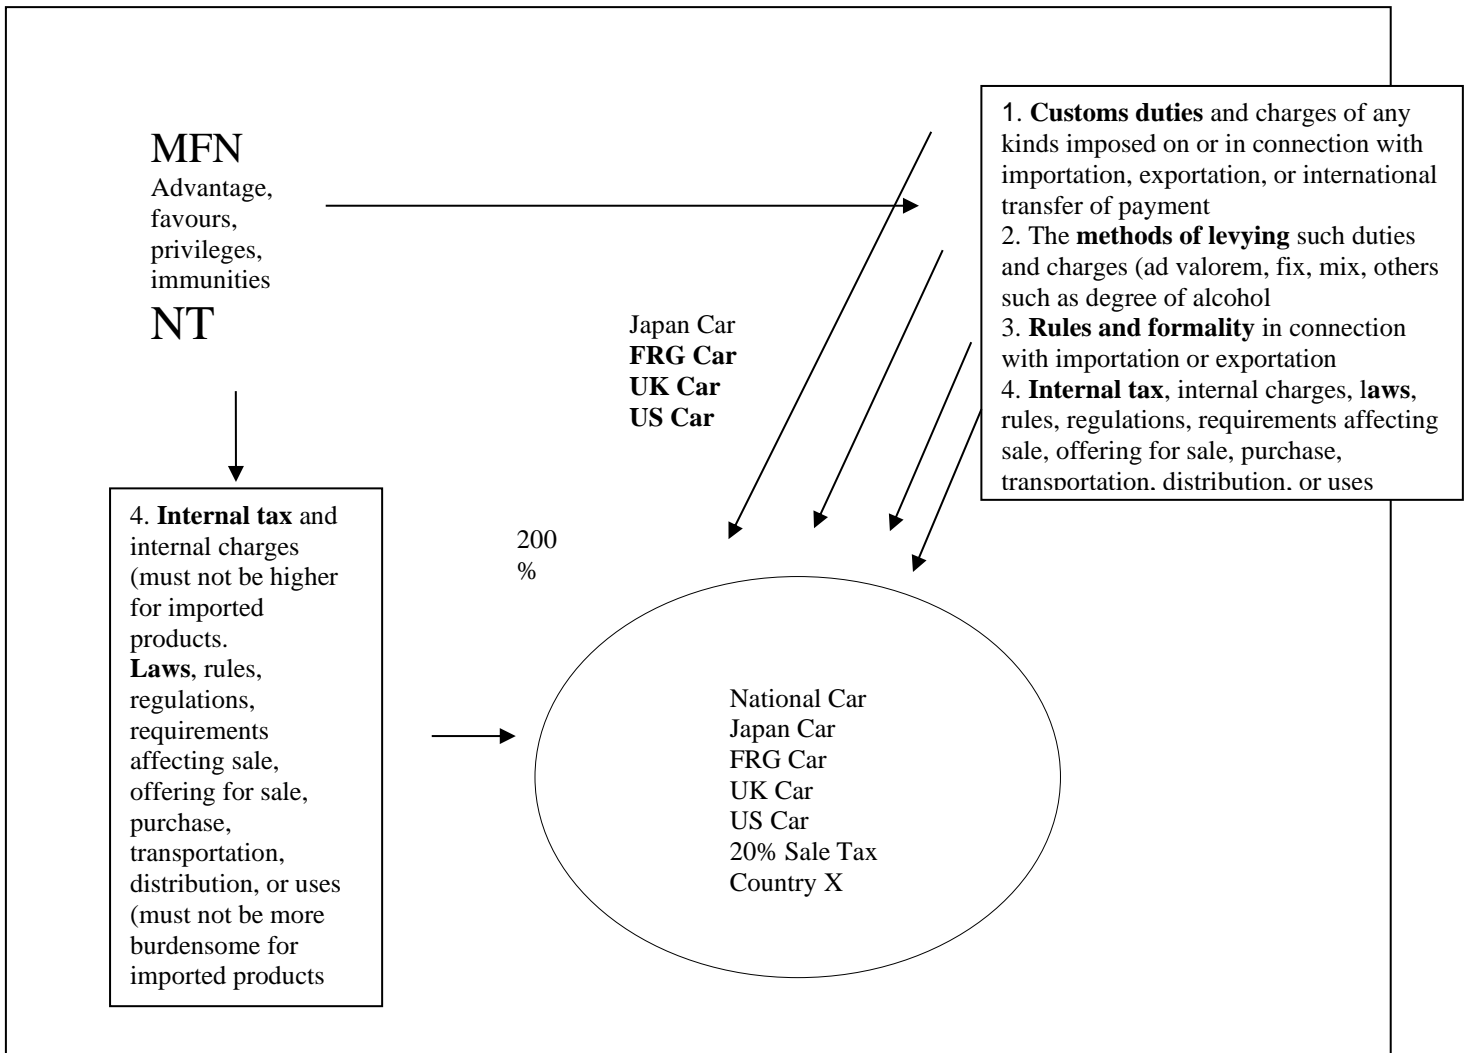 MFN
Advantage,
favours,
privileges,
immunities
NT
1. Customs duties and charges of any
kinds imposed on or in connection with
importation, exportation, or international
transfer of payment
2. The methods of levying such duties
and charges (ad valorem, fix, mix, others
such as degree of alcohol
3. Rules and formality in connection
with importation or exportation
4. Internal tax, internal charges, laws,
rules, regulations, requirements affecting
sale, offering for sale, purchase,
transportation, distribution, or uses
Japan Car
FRG Car
UK Car
US Car
4. Internal tax and
internal charges
(must not be higher
for imported
products.
Laws, rules,
regulations,
requirements
affecting sale,
offering for sale,
purchase,
transportation,
distribution, or uses
(must not be more
burdensome for
imported products
200
%
National Car
Japan Car
FRG Car
UK Car
US Car
20% Sale Tax
Country X